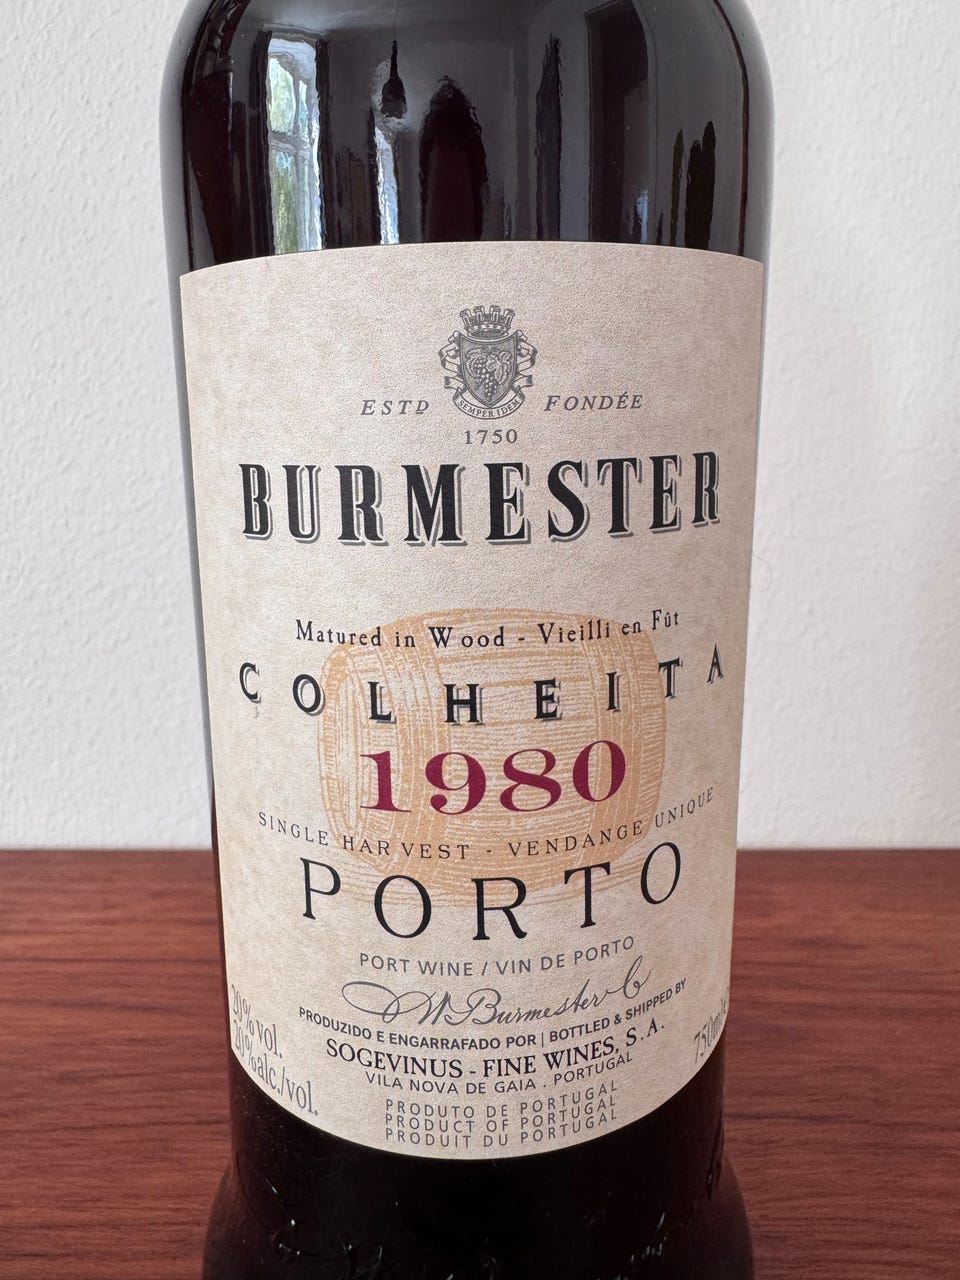 SEMPER IDEM
ESTD FONDÉE
1750
BURMESTER
Matured in Wood - Vieilli en Fût
COLHEITA
1980
SINGLE HARVEST - VENDANGE UNIQUE
PORTO
PORT WINE / VIN DE PORTO
W Burmester C
PRODUZIDO E ENGARRAFADO POR | BOTTLED & SHIPPED BY
SOGEVINUS - FINE WINES, S.A.
VILA NOVA DE GAIA . PORTUGAL
PRODUTO DE PORTUGAL
PRODUCT OF PORTUGAL
PRODUIT DU PORTUGAL
20% vol.
20%alc./vol.
750ml